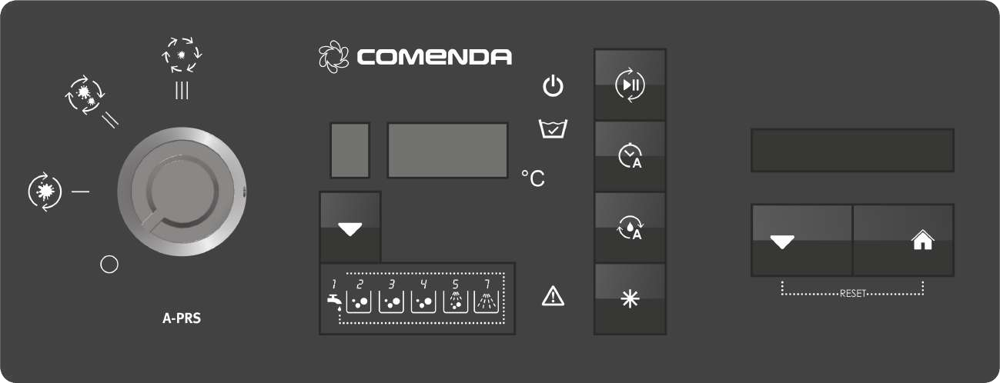 COMENDA
°C
1 2 3 4 5 7
A
A
A-PRS
RESET